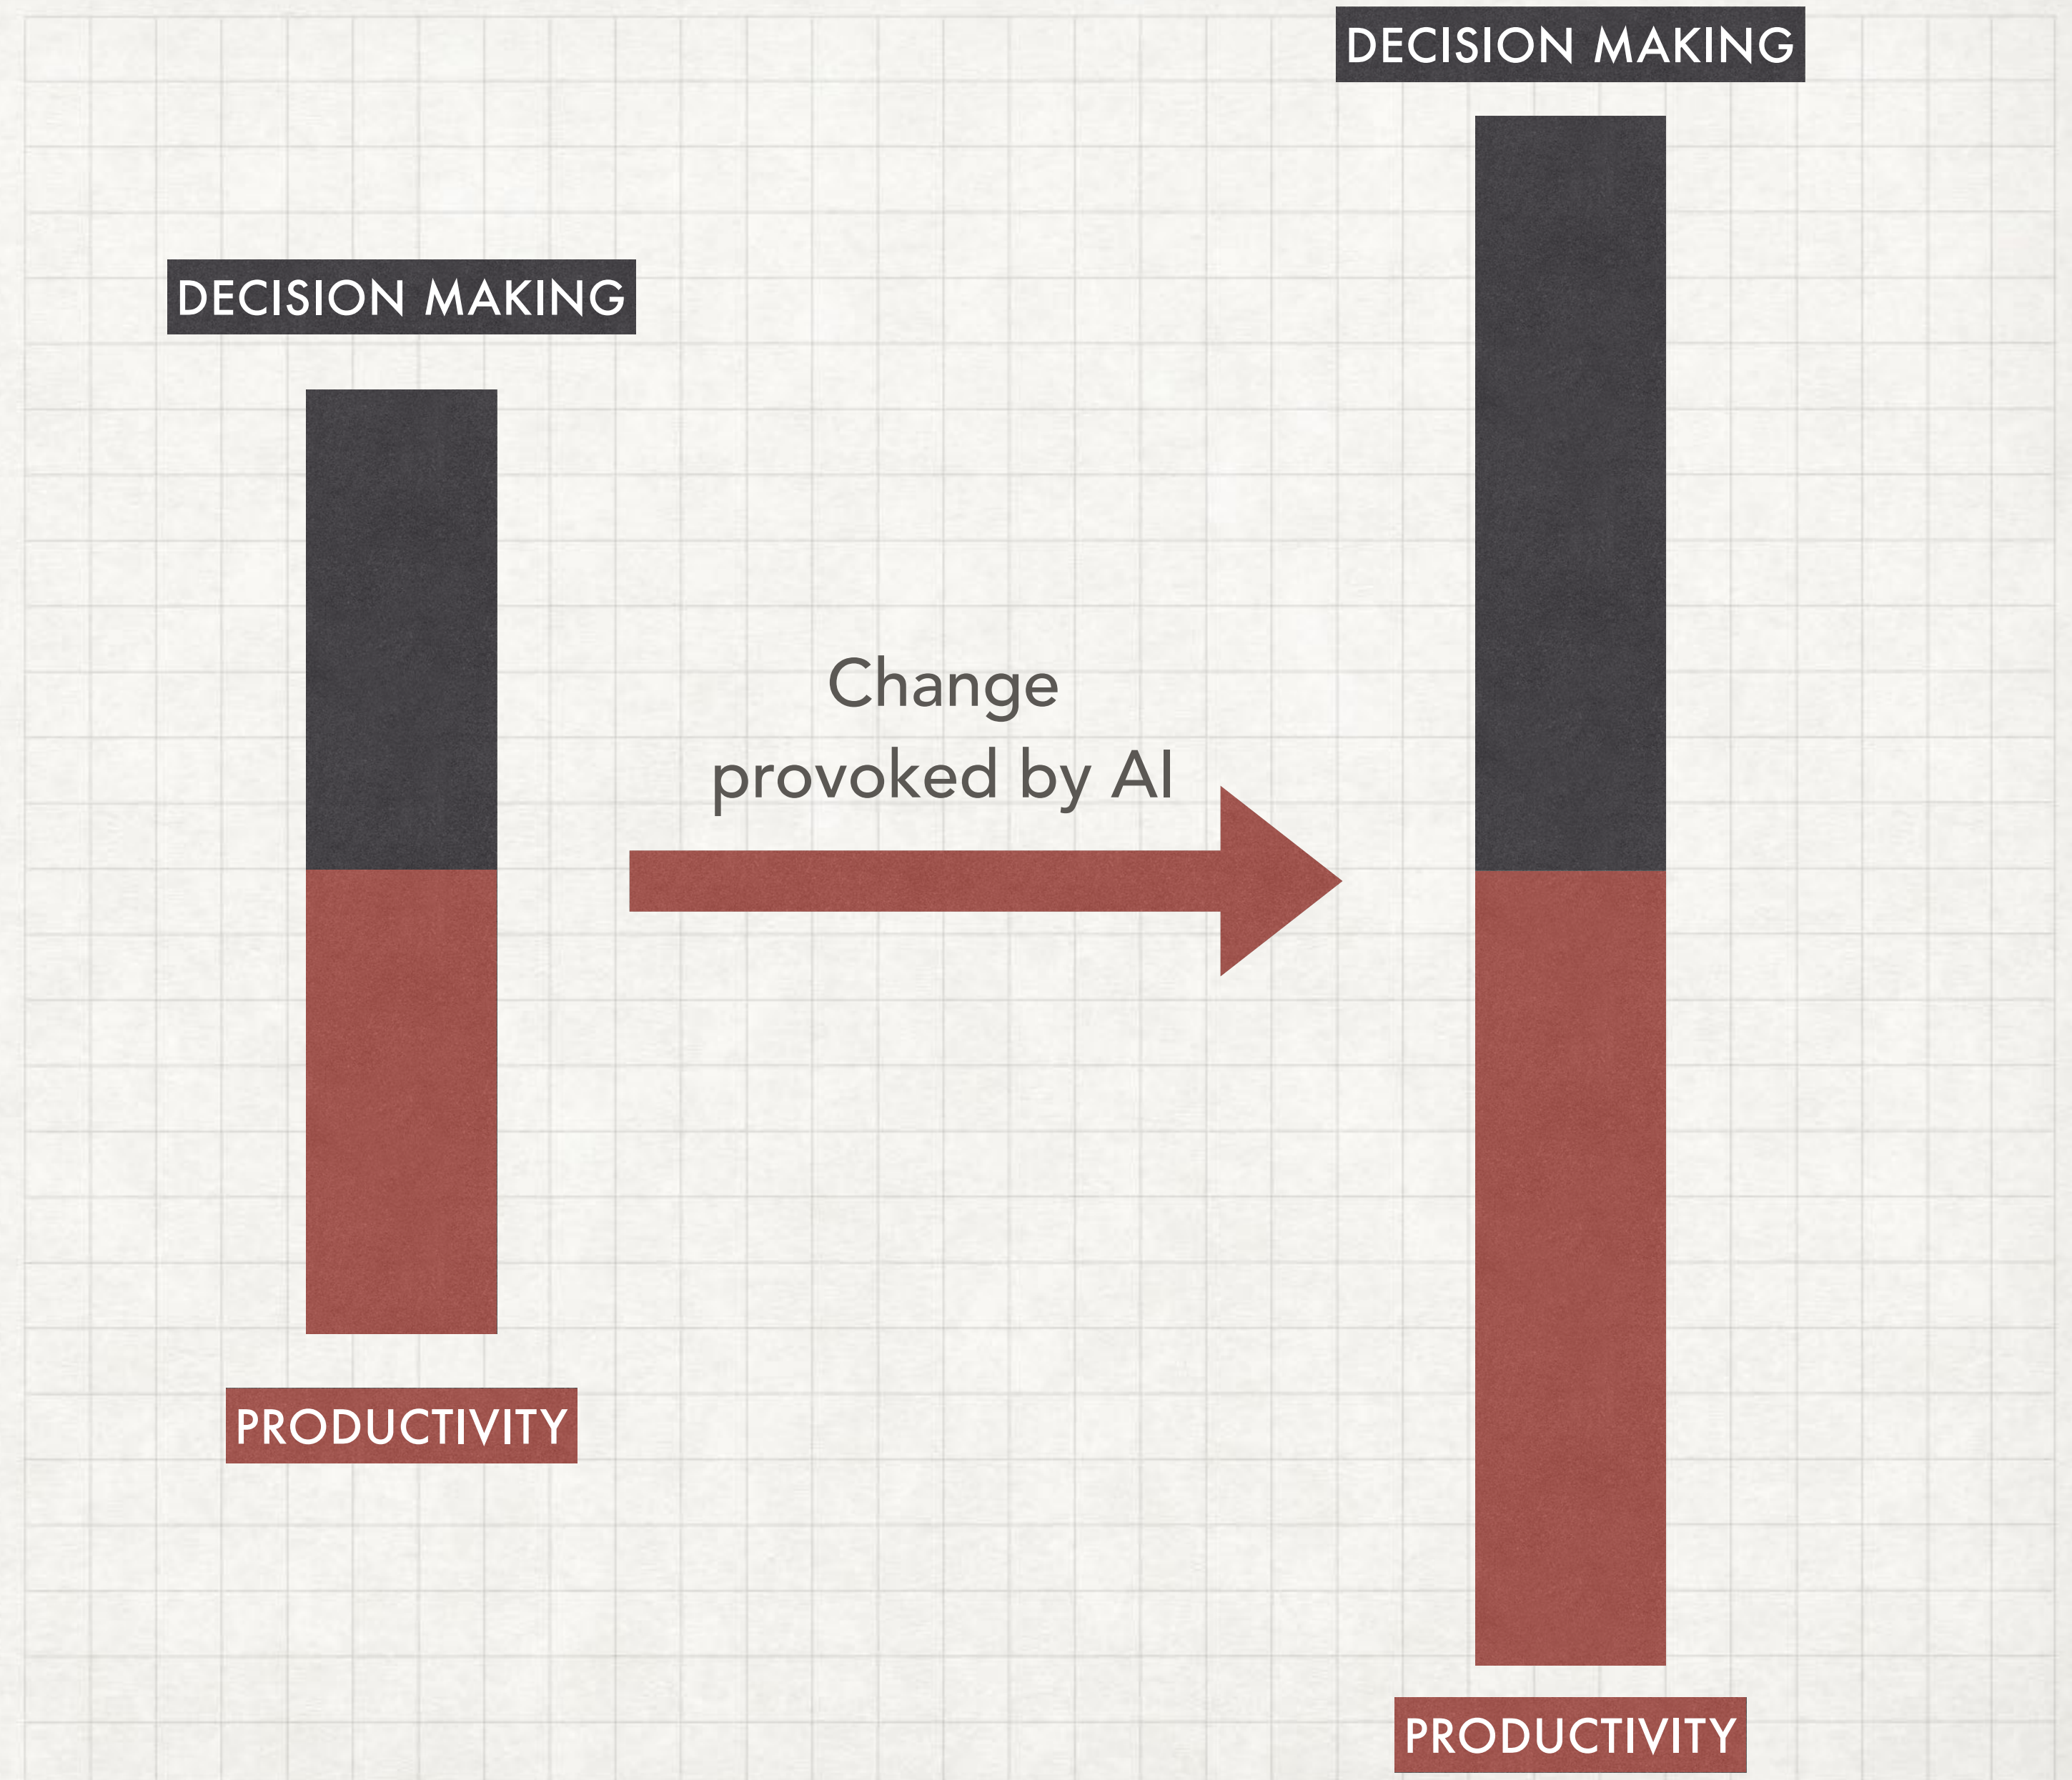 DECISION MAKING
DECISION MAKING
Change
provoked by AI
PRODUCTIVITY
PRODUCTIVITY